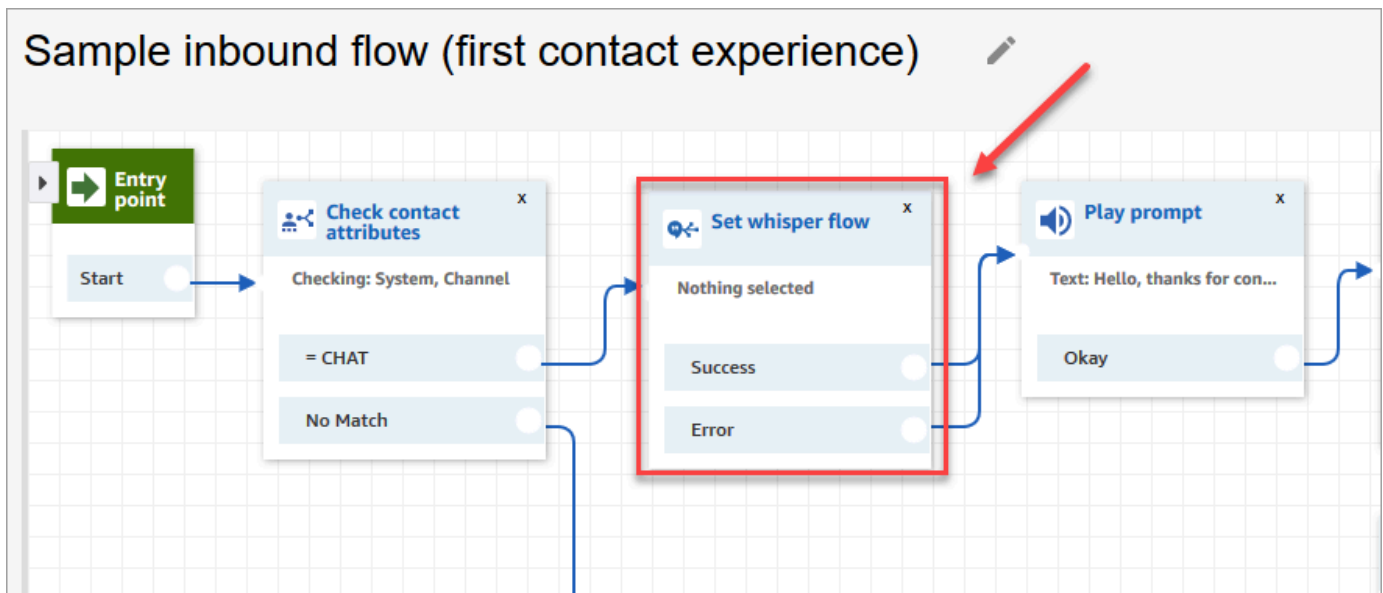 Sample inbound flow (first contact experience)
Entry
point
Start
Check contact
attributes
x
Checking: System, Channel
= CHAT
No Match
Set whisper flow
x
Nothing selected
Success
Error
Play prompt
x
Text: Hello, thanks for con...
Okay